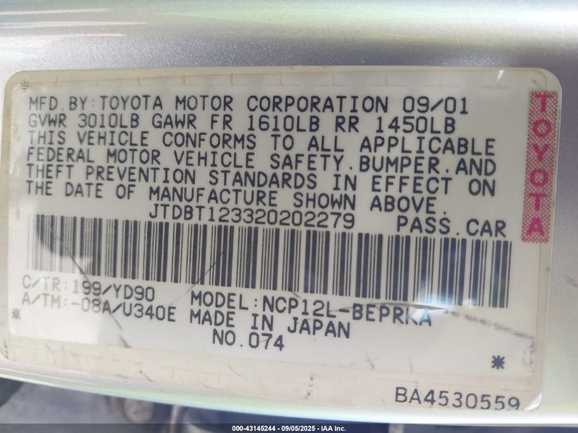 MFD.BY:TOYOTA MOTOR CORPORATION 09/01
GVWR 3010LB GAWR FR 1610LB RR 1450LB
THIS VEHICLE CONFORMS TO ALL APPLICABLE
FEDERAL MOTOR VEHICLE SAFETY.BUMPER.AND
THEFT PREVENTION STANDARDS IN EFFECT ON
THE DATE OF MANUFACTURE SHOWN ABOVE.
JTDBT123320202279 PASS.CAR
TOYOTA
C/TR:199/YD90 MODEL:NCP12L-BEPRKA
A/TM:-08A/U340E MADE IN JAPAN
NO.074
BA4530559
000-43145244 - 09/05/2025 - IAA Inc.